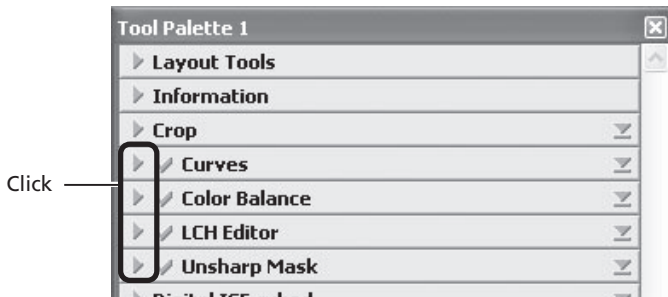 Tool Palette 1
Layout Tools
Information
Crop
Curves
Click
Color Balance
LCH Editor
Unsharp Mask